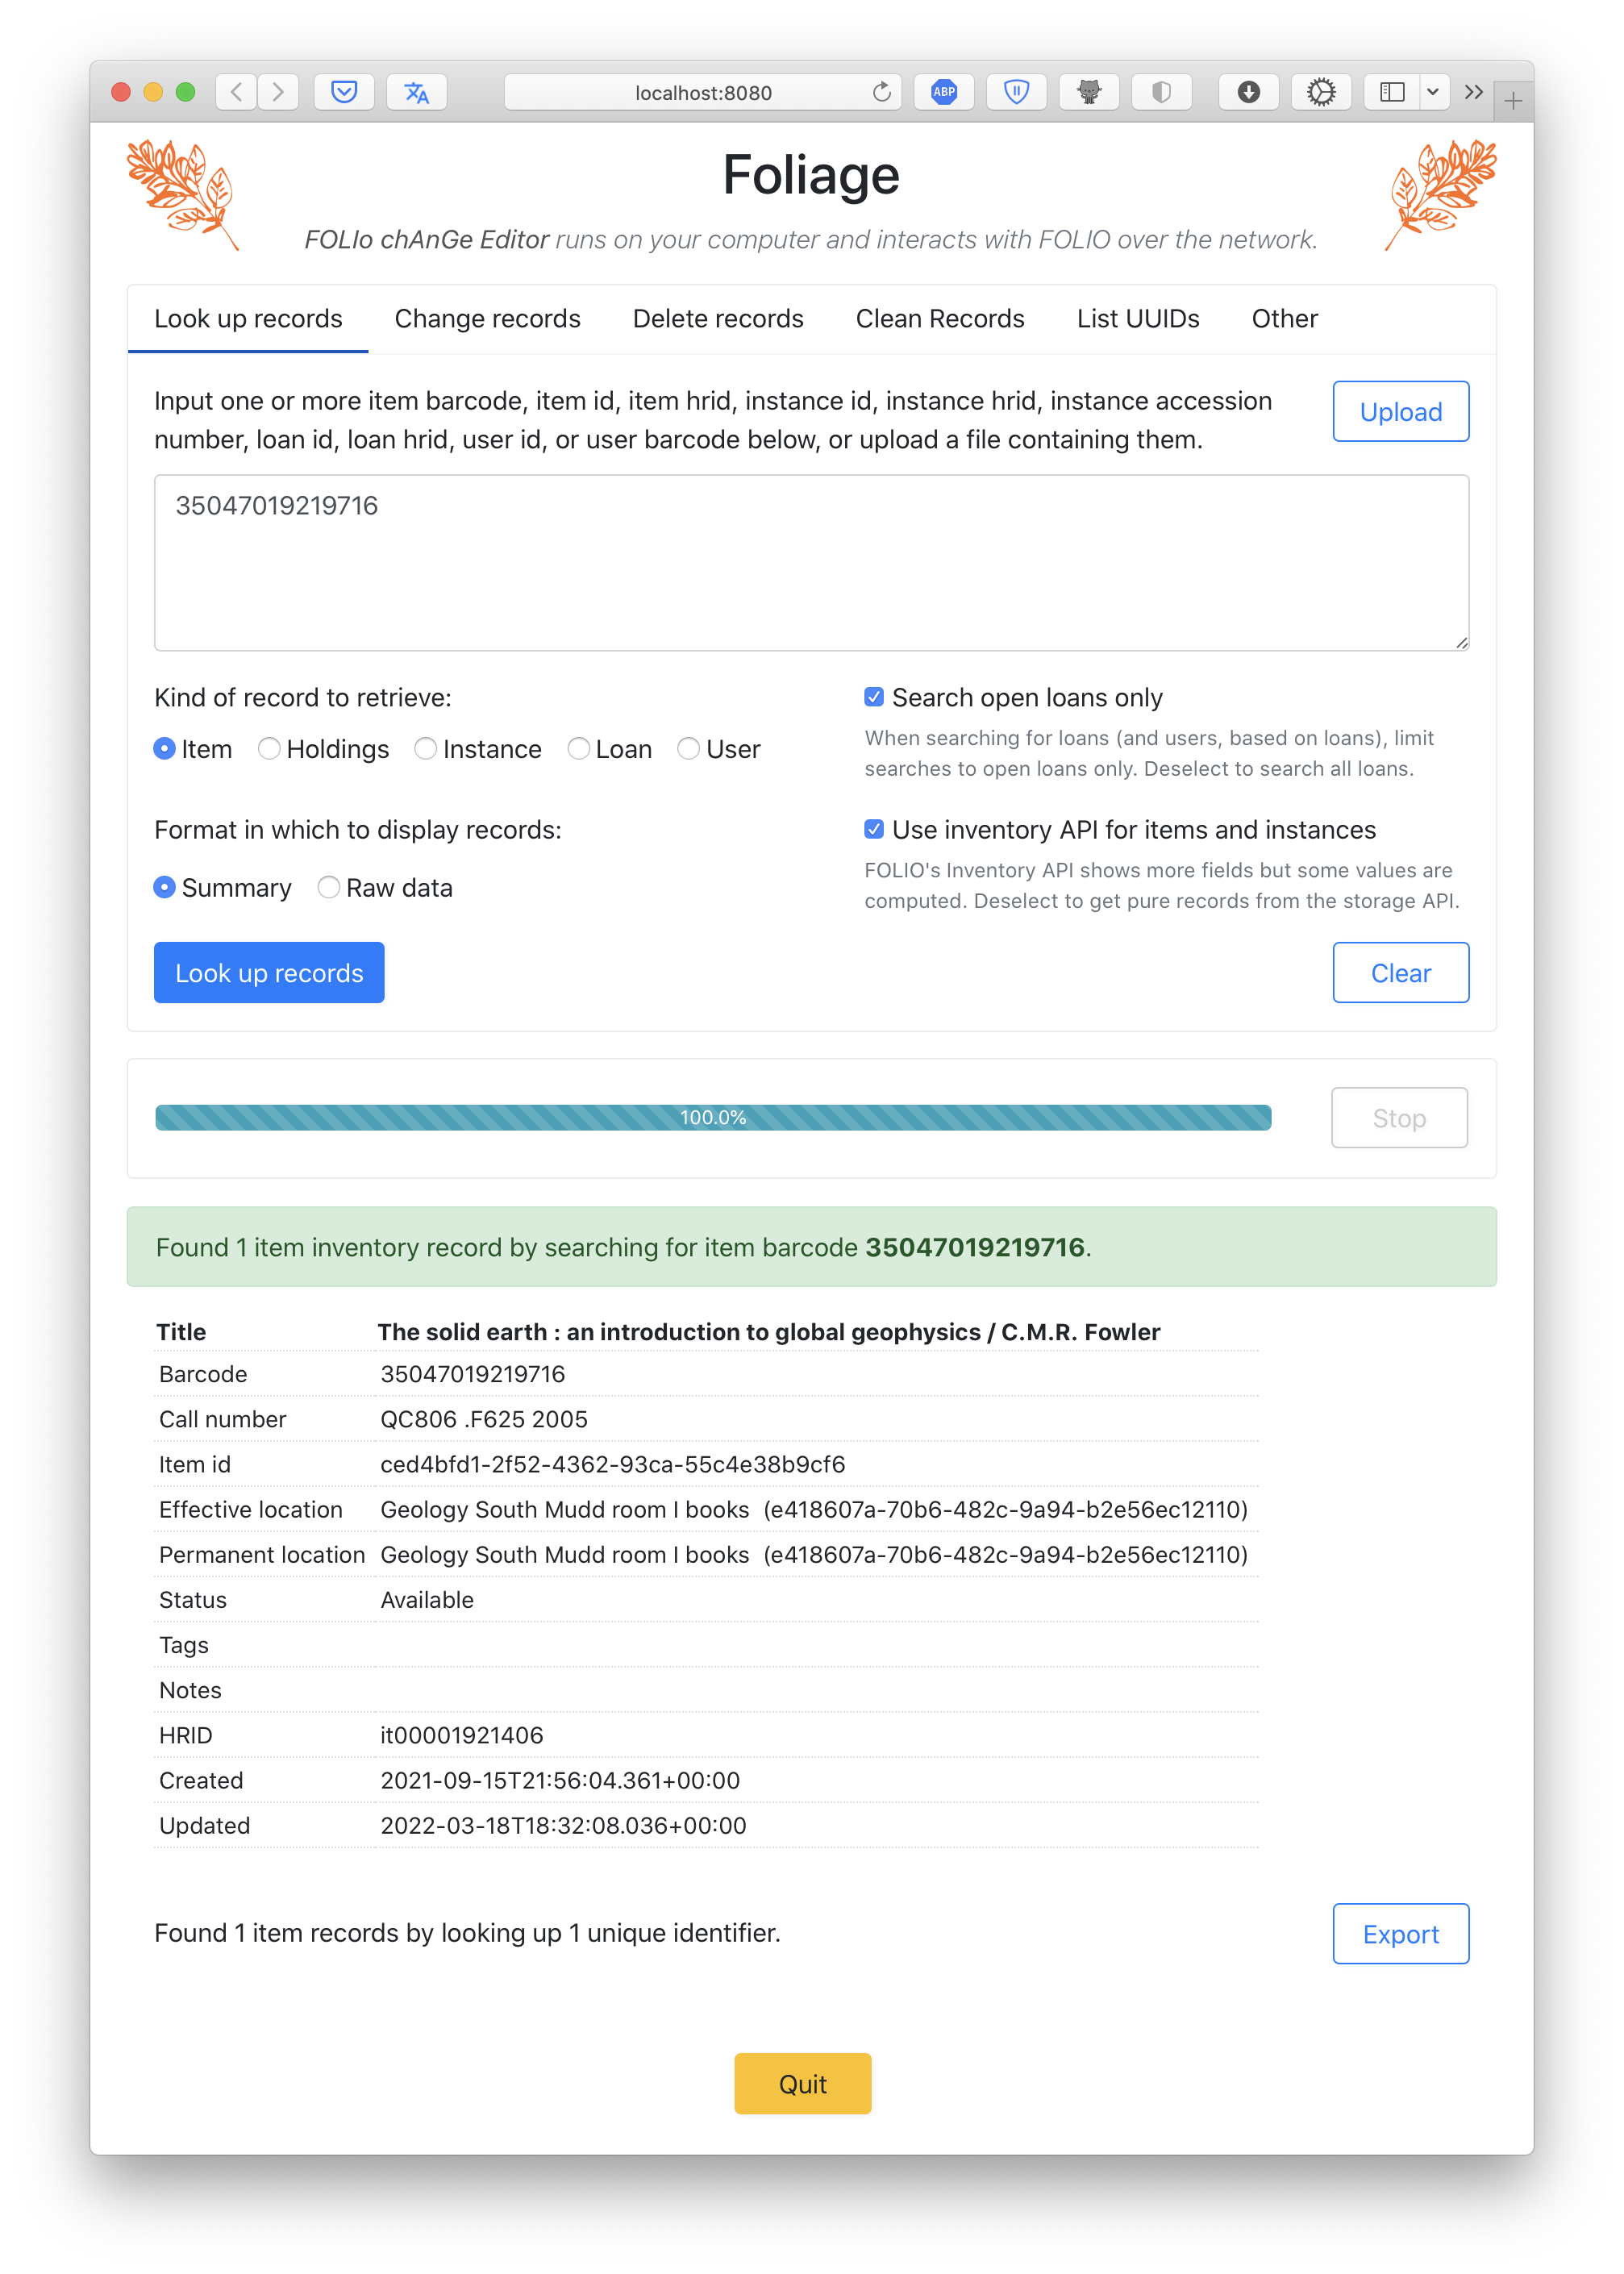 localhost:8080
ABP
Foliage
FOLIo chAnGe Editor runs on your computer and interacts with FOLIO over the network.
Look up records Change records Delete records Clean Records List UUIDs Other
Input one or more item barcode, item id, item hrid, instance id, instance hrid, instance accession
number, loan id, loan hrid, user id, or user barcode below, or upload a file containing them.
Upload
35047019219716
Kind of record to retrieve:
Item Holdings Instance Loan User
Search open loans only
When searching for loans (and users, based on loans), limit
searches to open loans only. Deselect to search all loans.
Format in which to display records:
Summary Raw data
Use inventory API for items and instances
FOLIO's Inventory API shows more fields but some values are
computed. Deselect to get pure records from the storage API.
Look up records
Clear
100.0%
Stop
Found 1 item inventory record by searching for item barcode 35047019219716.
Title The solid earth : an introduction to global geophysics / C.M.R. Fowler
Barcode 35047019219716
Call number QC806 .F625 2005
Item id ced4bfd1-2f52-4362-93ca-55c4e38b9cf6
Effective location Geology South Mudd room I books (e418607a-70b6-482c-9a94-b2e56ec12110)
Permanent location Geology South Mudd room I books (e418607a-70b6-482c-9a94-b2e56ec12110)
Status Available
Tags
Notes
HRID it00001921406
Created 2021-09-15T21:56:04.361+00:00
Updated 2022-03-18T18:32:08.036+00:00
Found 1 item records by looking up 1 unique identifier.
Export
Quit